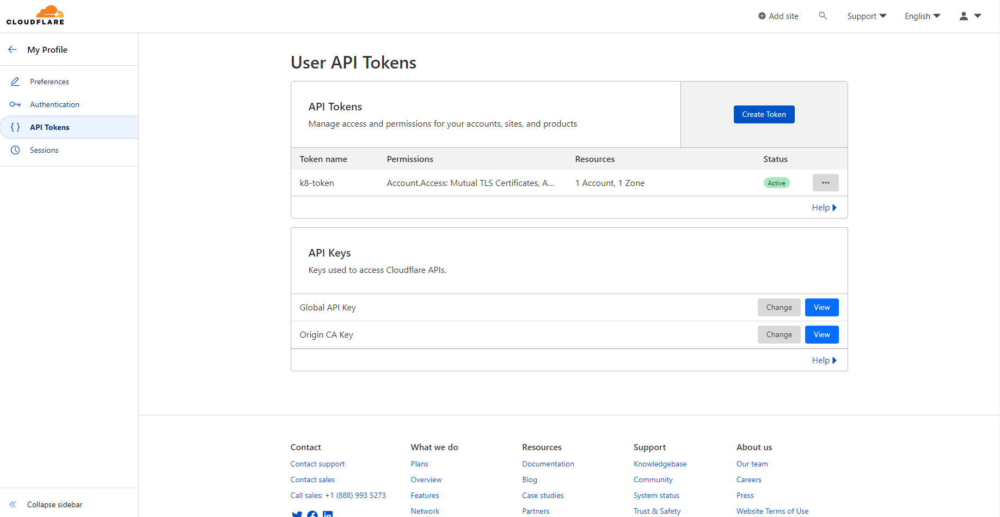 CLOUDFLARE
Add site
Support
English
My Profile
Preferences
Authentication
API Tokens
Sessions
User API Tokens
API Tokens
Manage access and permissions for your accounts, sites, and products
Create Token
Token name Permissions Resources Status
k8-token Account.Access: Mutual TLS Certificates, A... 1 Account, 1 Zone Active
Help
API Keys
Keys used to access Cloudflare APIs.
Global API Key Change View
Origin CA Key Change View
Help
Contact What we do Resources Support About us
Contact support Plans Documentation Knowledgebase Our team
Contact sales Overview Blog Community Careers
Call sales: +1 (888) 993 5273 Features Case studies System status Press
Network Partners Trust & Safety Website Terms of Use
Collapse sidebar